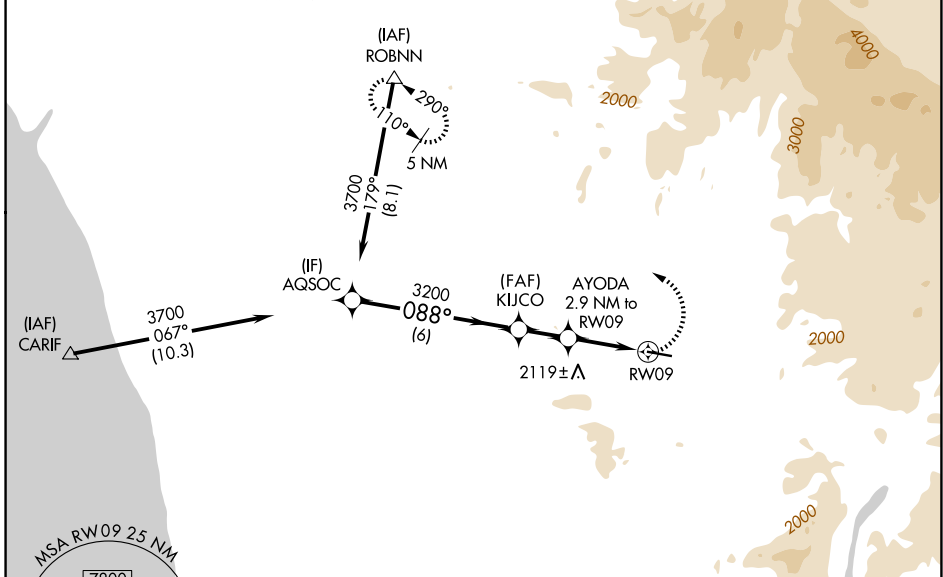 (IAF)
ROBNN
290°
110°
5 NM
3700
179°
(8.1)
4000
2000
3000
(IF)
AQSOC
3200
088°
(6)
(FAF)
KIJCO
AYODA
2.9 NM to
RW09
2119±
RW09
(IAF)
CARIF
3700
067°
(10.3)
2000
2000
MSA RW09 25 NM